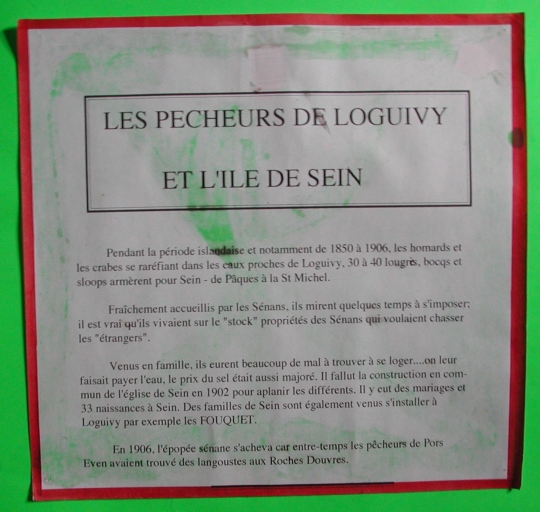 LES PECHEURS DE LOGUIVY
ET L'ILE DE SEIN
Pendant la période islandaise et notamment de 1850 à 1906, les homards et
les crabes se raréfiant dans les eaux proches de Loguivy, 30 à 40 lougrès, bocqs et
sloops armèrent pour Sein - de Pâques à la St Michel.
Fraîchement accueillis par les Sénans, ils mirent quelques temps à s'imposer;
il est vrai qu'ils vivaient sur le "stock" propriétés des Sénans qui voulaient chasser
les "étrangers".
Venus en famille, ils eurent beaucoup de mal à trouver à se loger....on leur
faisait payer l'eau, le prix du sel était aussi majoré. Il fallut la construction en com-
mun de l'église de Sein en 1902 pour aplanir les différents. Il y eut des mariages et
33 naissances à Sein. Des familles de Sein sont également venus s'installer à
Loguivy par exemple les FOUQUET.
En 1906, l'épopée sénane s'acheva car entre-temps les pêcheurs de Pors
Even avaient trouvé des langoustes aux Roches Douvres.